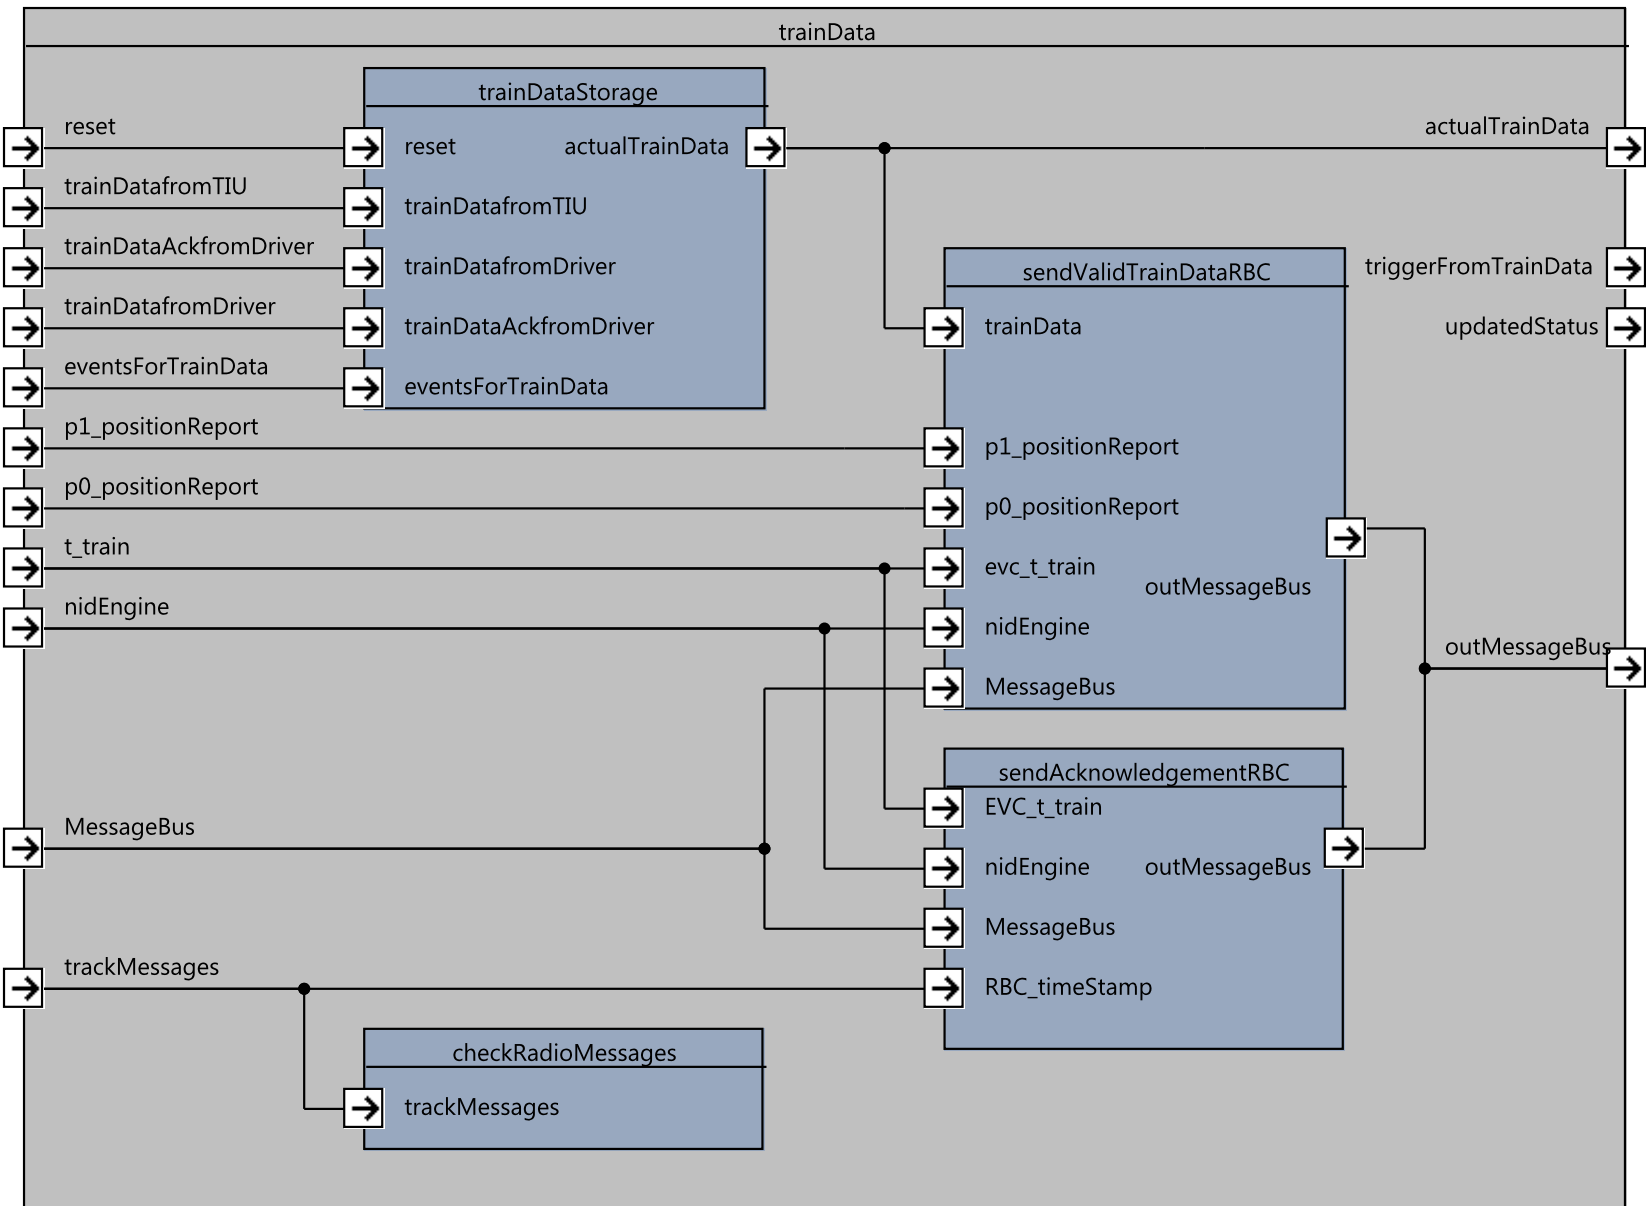 trainData
trainDataStorage
reset
reset
actualTrainData
actualTrainData
trainDatafromTIU
trainDatafromTIU
trainDataAckfromDriver
trainDatafromDriver
sendValidTrainDataRBC
triggerFromTrainData
trainDatafromDriver
trainDataAckfromDriver
trainData
updatedStatus
eventsForTrainData
eventsForTrainData
p1_positionReport
p1_positionReport
p0_positionReport
p0_positionReport
t_train
evc_t_train
outMessageBus
nidEngine
nidEngine
outMessageBus
MessageBus
sendAcknowledgementRBC
EVC_t_train
MessageBus
nidEngine
outMessageBus
MessageBus
trackMessages
RBC_timeStamp
checkRadioMessages
trackMessages